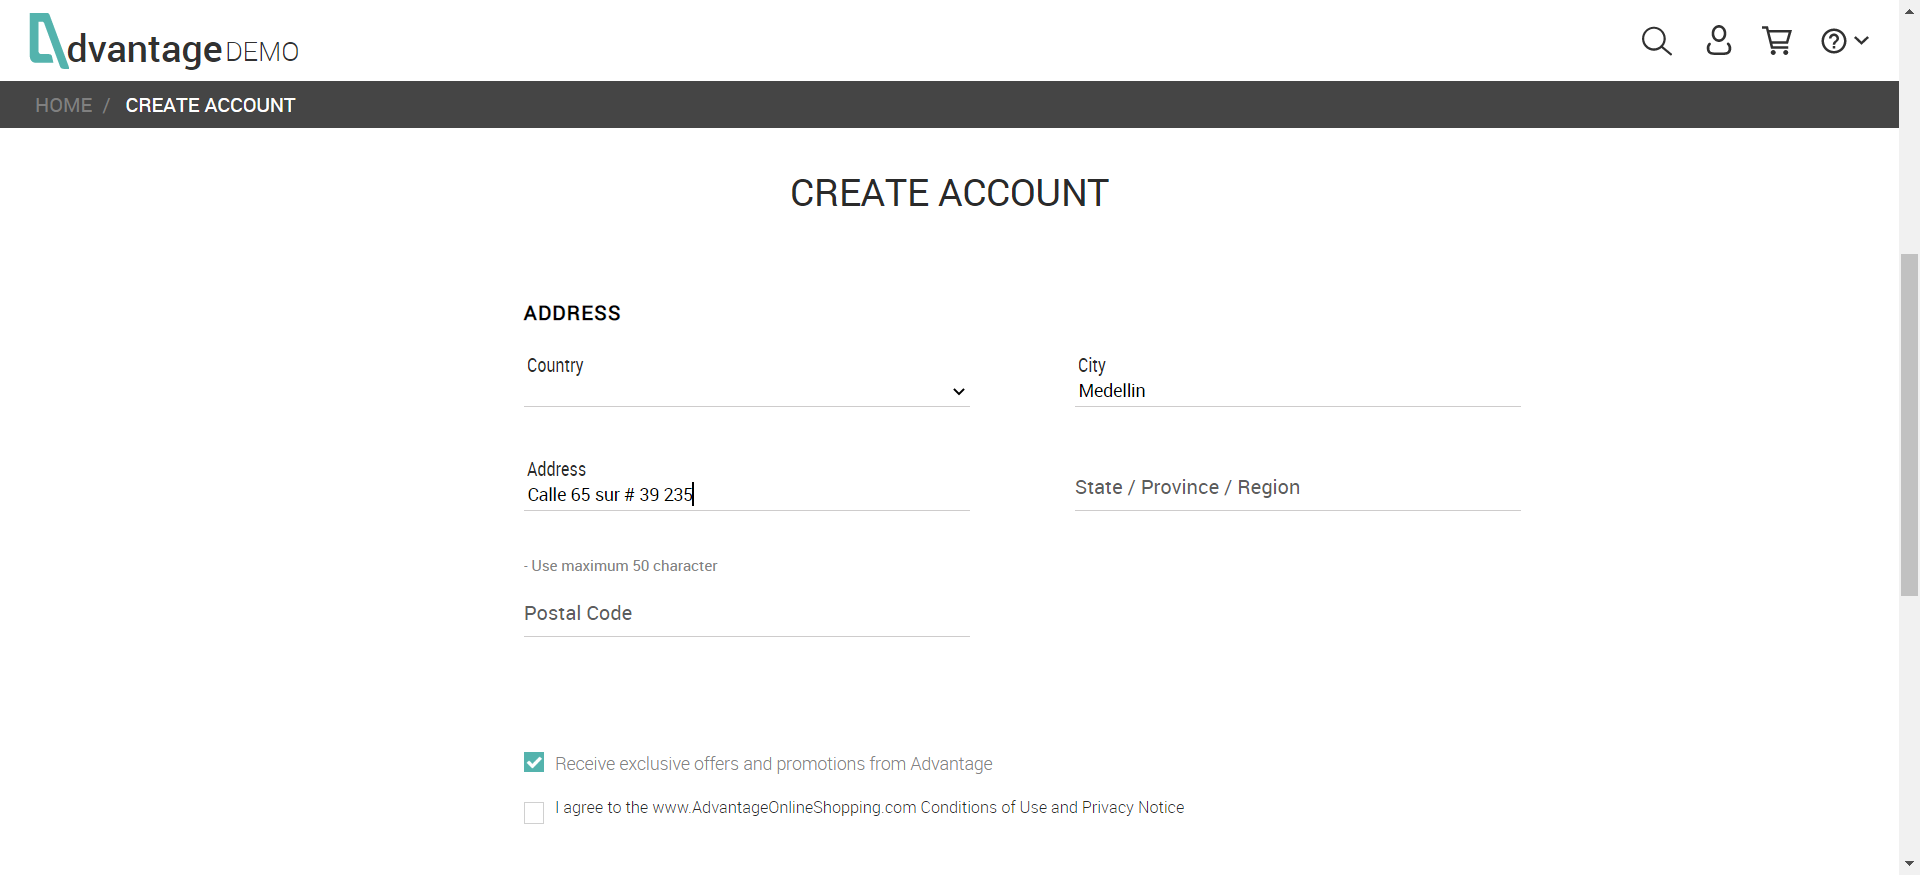 dvantage DEMO
HOME / CREATE ACCOUNT
CREATE ACCOUNT
ADDRESS
Country
City
Medellin
Address
Calle 65 sur # 39 235
State / Province / Region
- Use maximum 50 character
Postal Code
Receive exclusive offers and promotions from Advantage
I agree to the www.AdvantageOnlineShopping.com Conditions of Use and Privacy Notice